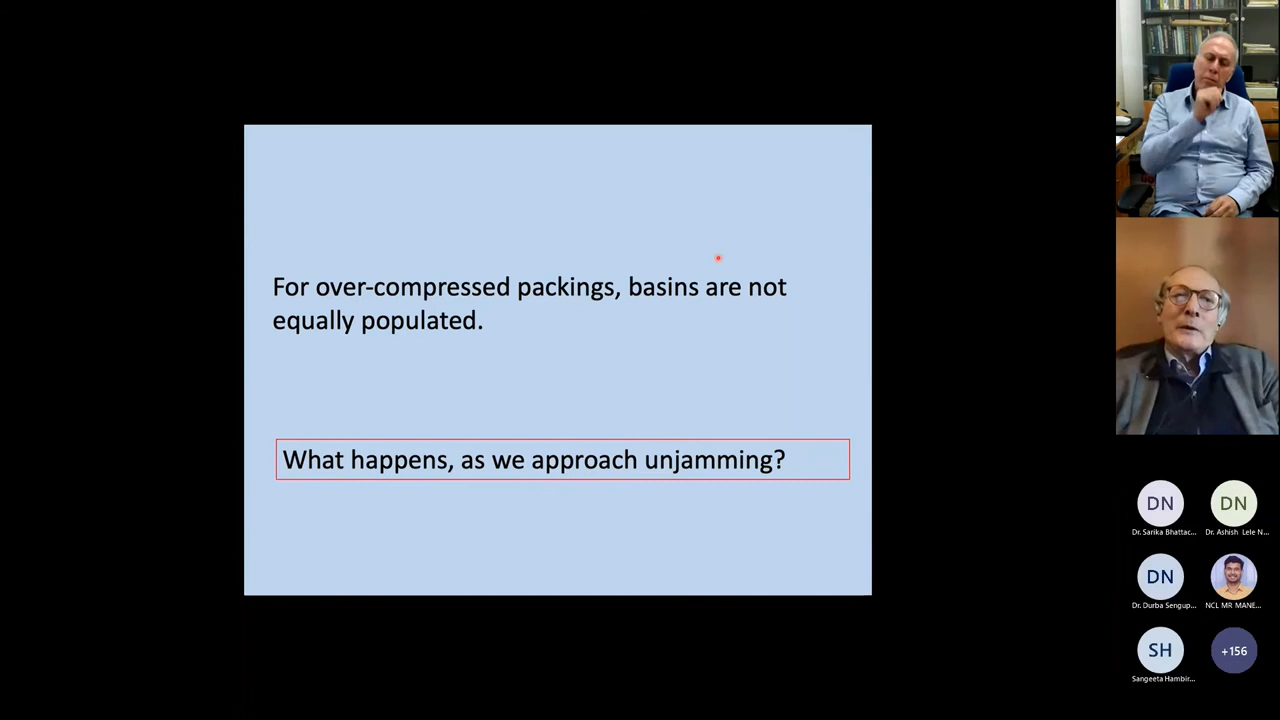 For over-compressed packings, basins are not
equally populated.
What happens, as we approach unjamming?
DN
DN
Dr. Sarika Bhattac...
Dr. Ashish Lele N...
DN
Dr. Durba Sengup...
NCL MR MANE...
SH
+156
Sangeeta Hambir...